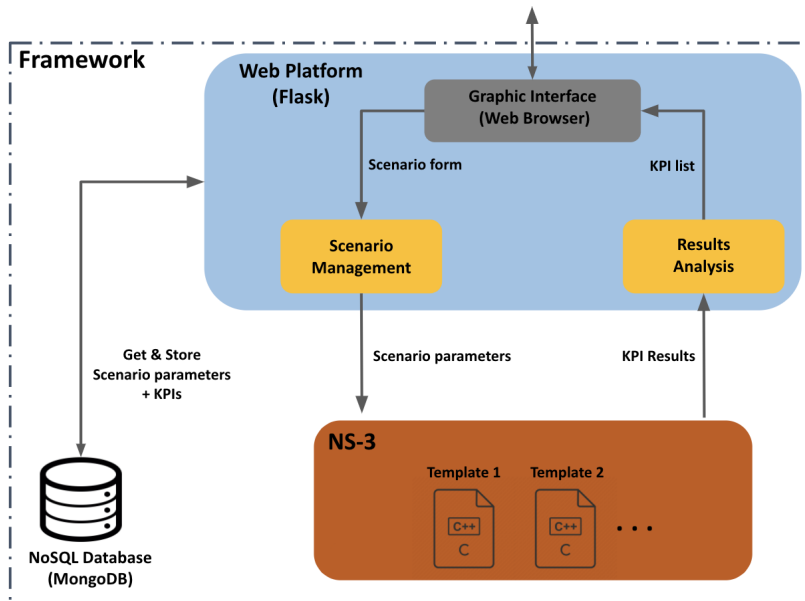 Framework
Web Platform
(Flask)
Graphic Interface
(Web Browser)
Scenario form
KPI list
Scenario
Management
Results
Analysis
Get & Store
Scenario parameters
+ KPIs
Scenario parameters
KPI Results
NS-3
Template 1
Template 2
C++
C
C++
C
...
NoSQL Database
(MongoDB)